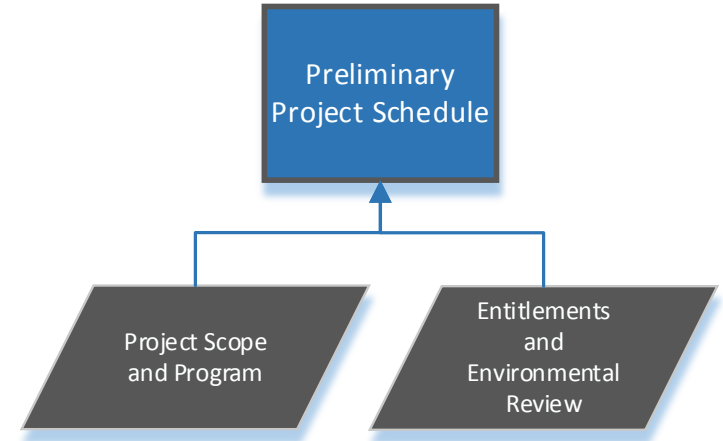 Preliminary
Project Schedule
Project Scope
and Program
Entitlements
and
Environmental
Review